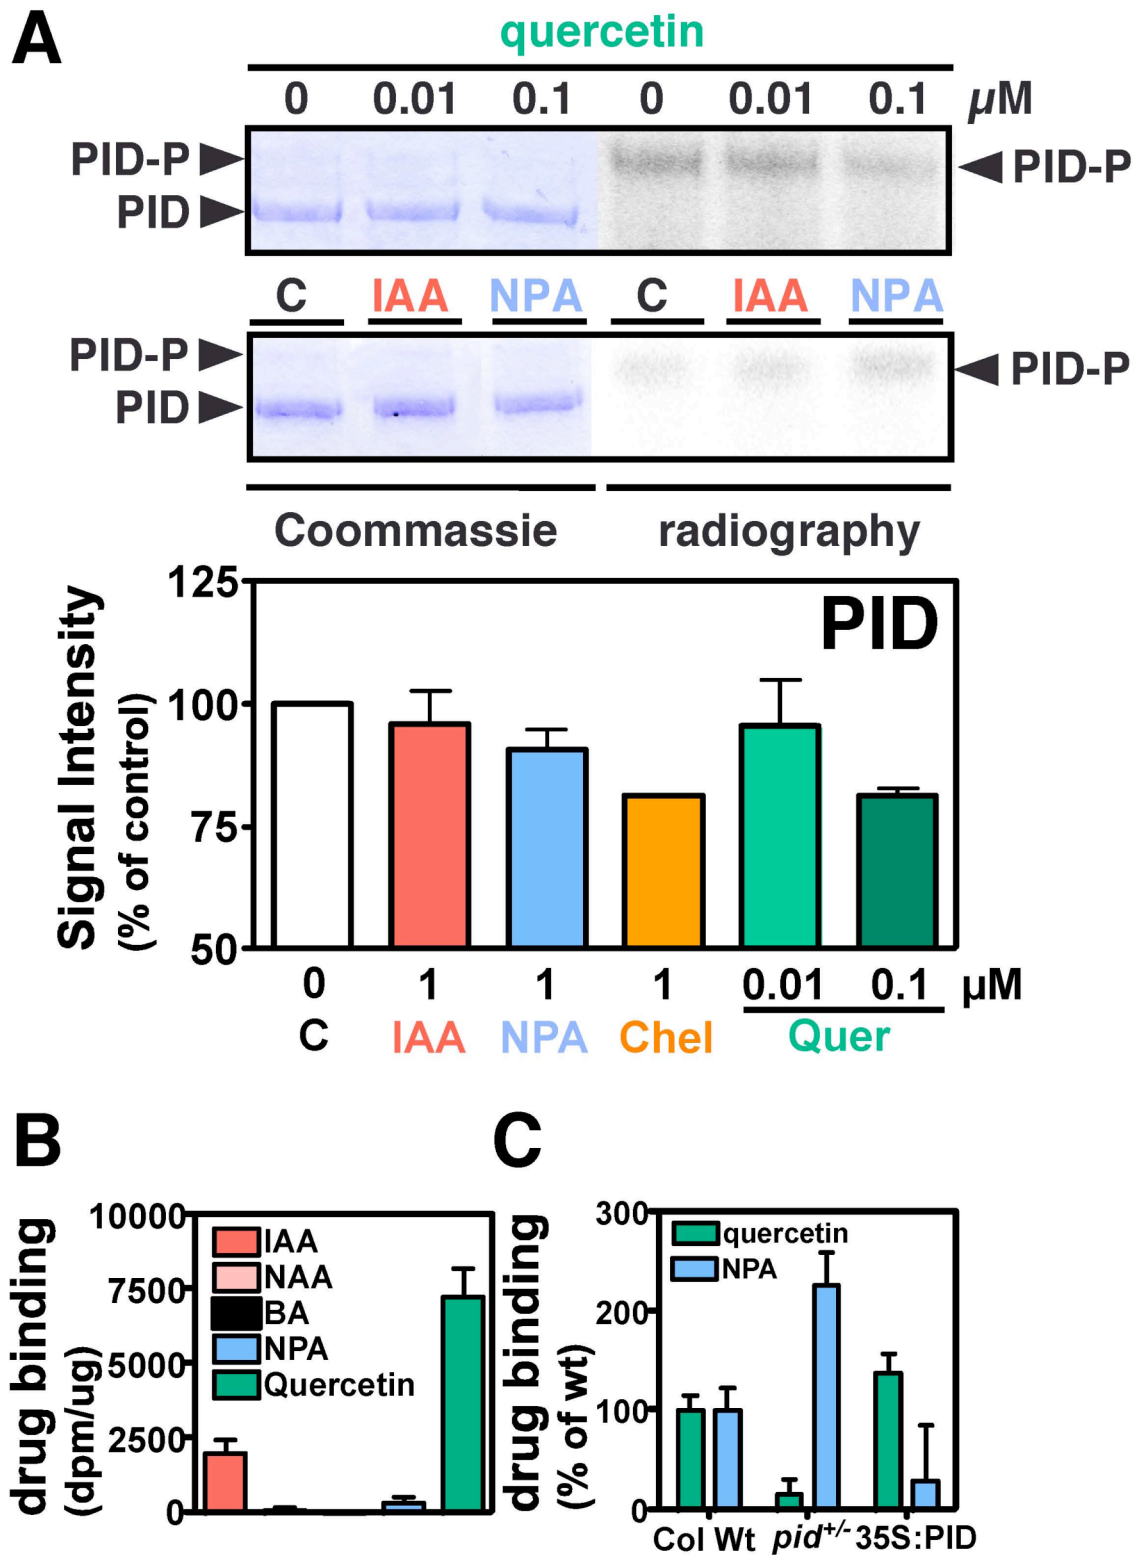 A
quercetin
0 0.01 0.1 0 0.01 0.1 µM
PID-P PID-P
PID
C IAA NPA C IAA NPA
PID-P PID-P
PID
Coommassie radiography
Signal Intensity
(% of control)
125
100
75
50
PID
0 1 1 1 0.01 0.1 µM
C IAA NPA Chel Quer
B
drug binding
(dpm/ug)
10000
7500
5000
2500
0
IAA
NAA
BA
NPA
Quercetin
C
drug binding
(% of wt)
300
200
100
0
quercetin
NPA
Col Wt pid+/- 35S:PID